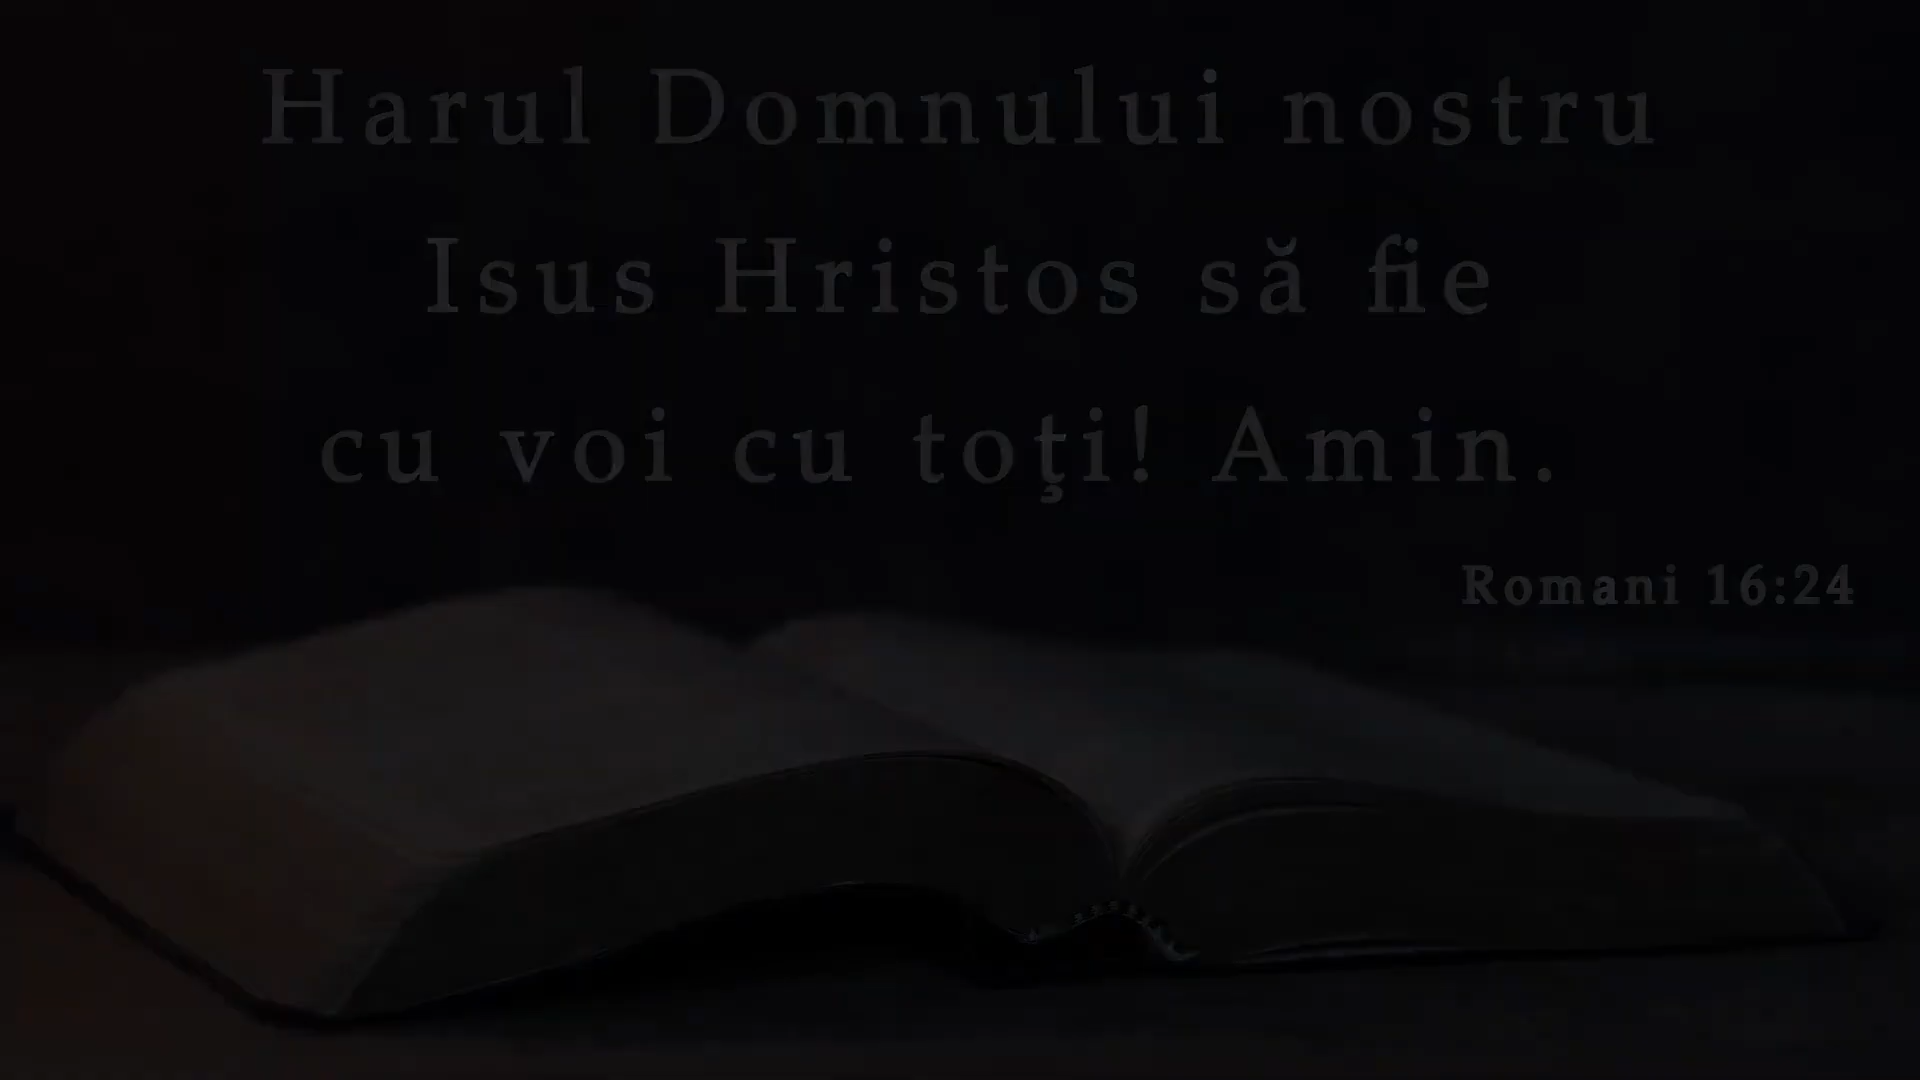 Harul Domnului nostru
Isus Hristos să fie
cu voi cu toţi! Amin.
Romani 16:24